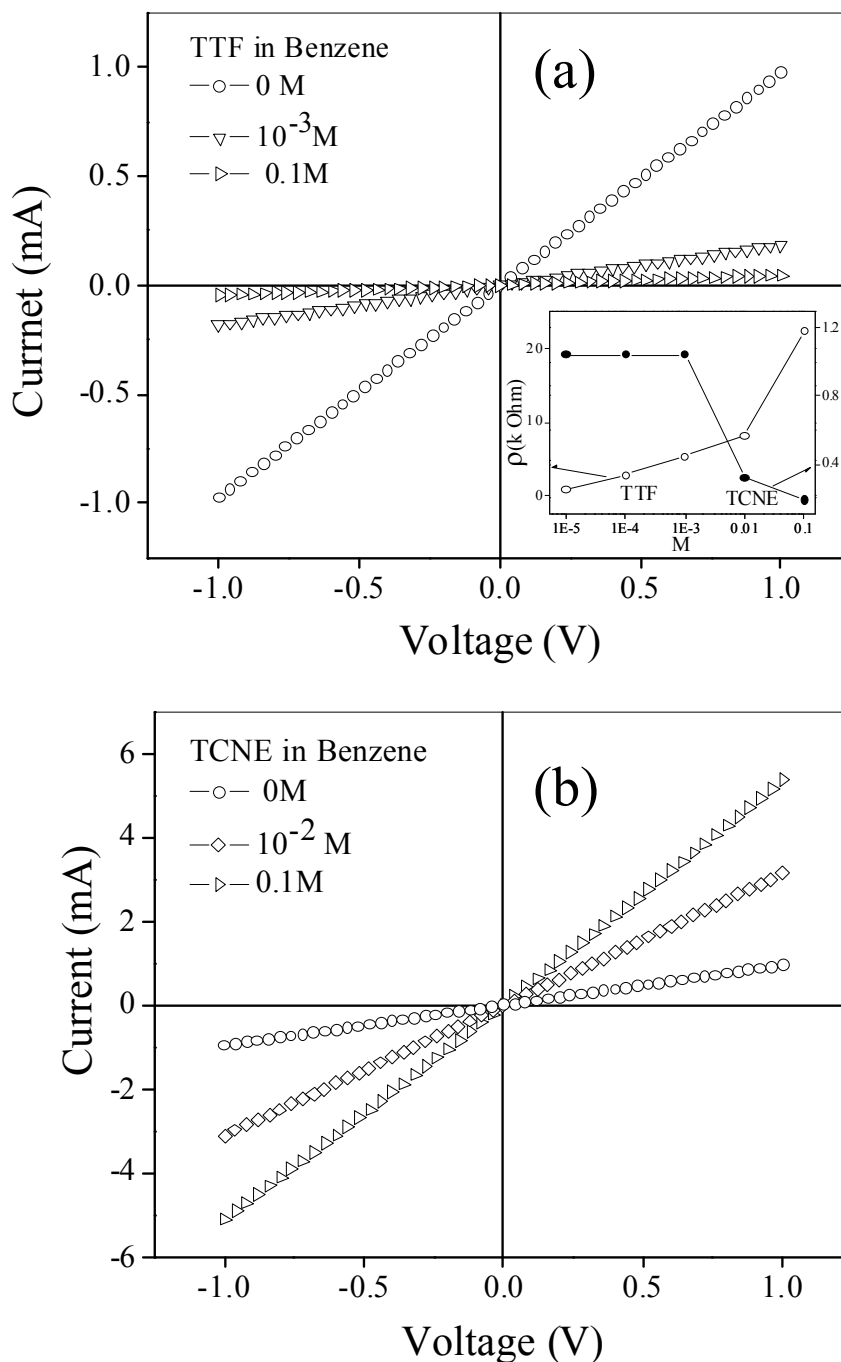 TTF in Benzene
0 M
10⁻³M
0.1M
(a)
1.0
0.5
0.0
-0.5
-1.0
Currnet (mA)
-1.0
-0.5
0.0
0.5
1.0
Voltage (V)
20
10
0
ρ(k Ohm)
1.2
0.8
0.4
TTF
TCNE
1E-5
1E-4
1E-3
0.01
0.1
M
TCNE in Benzene
0M
10⁻² M
0.1M
(b)
6
4
2
0
-2
-4
-6
Current (mA)
-1.0
-0.5
0.0
0.5
1.0
Voltage (V)